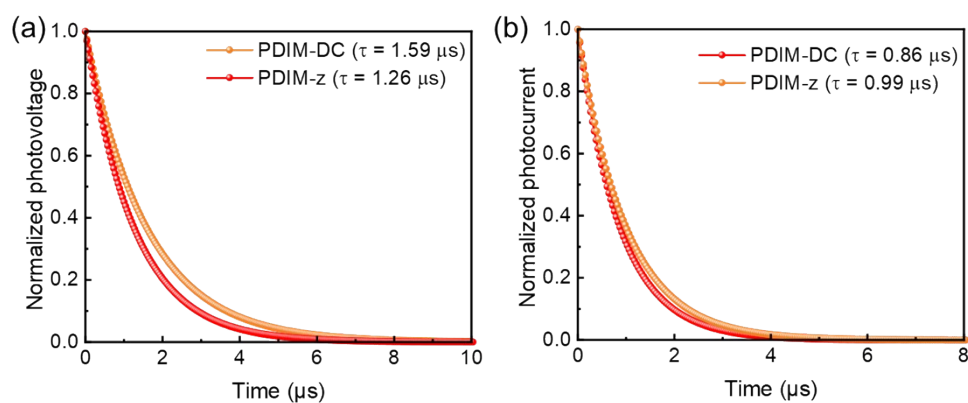 (a)
PDIM-DC (τ = 1.59 μs)
PDIM-z (τ = 1.26 μs)
Normalized photovoltage
1.0
0.8
0.6
0.4
0.2
0.0
0 2 4 6 8 10
Time (μs)
(b)
PDIM-DC (τ = 0.86 μs)
PDIM-z (τ = 0.99 μs)
Normalized photocurrent
1.0
0.8
0.6
0.4
0.2
0.0
0 2 4 6 8
Time (μs)